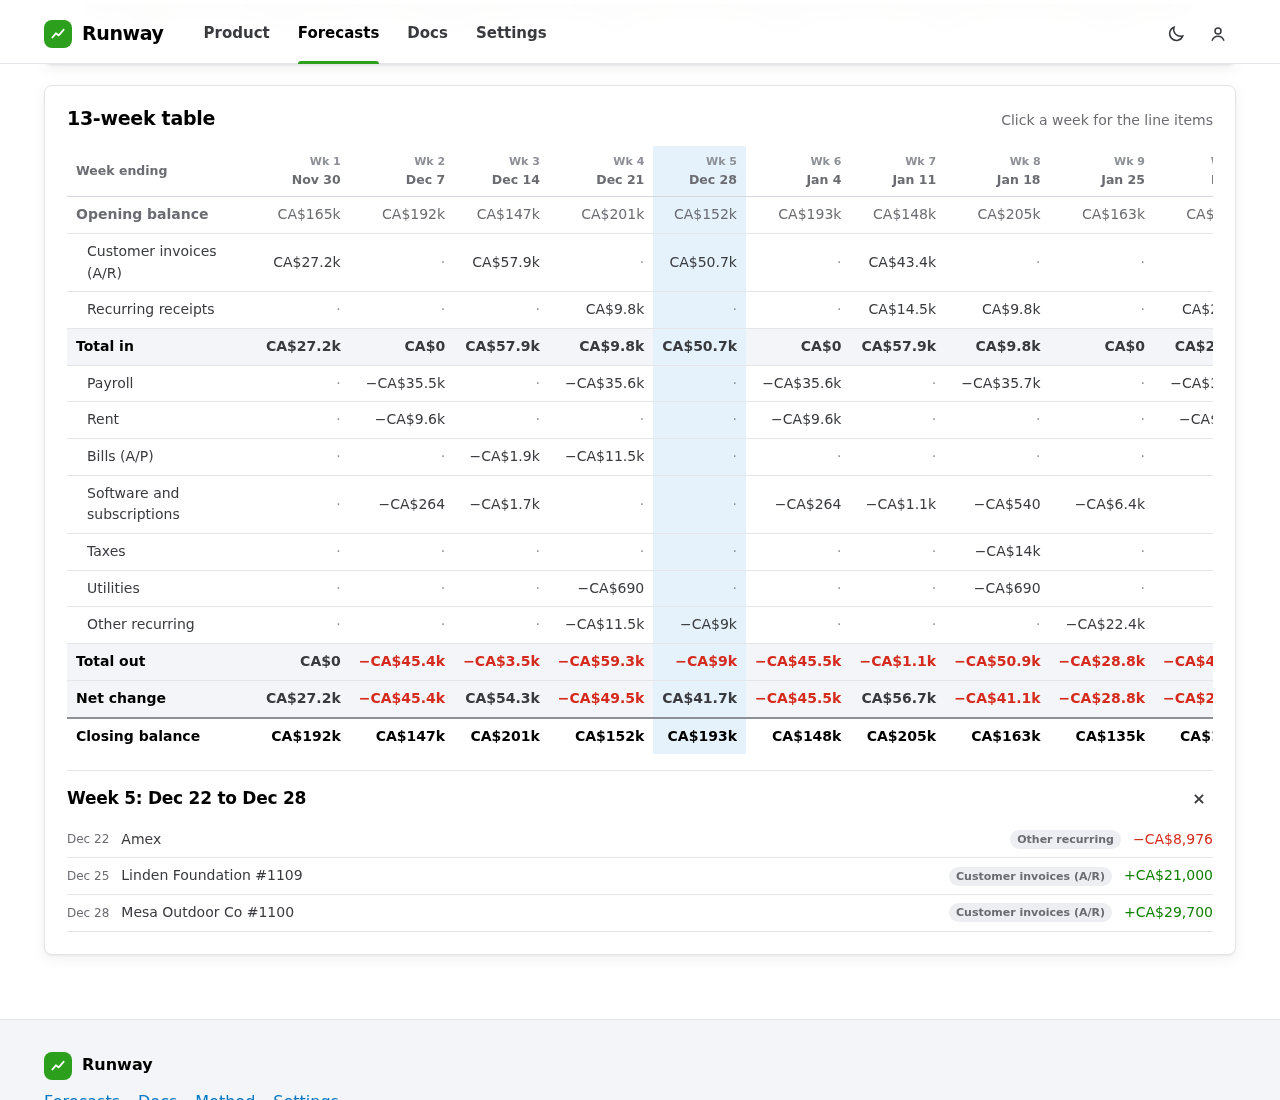 Runway Product Forecasts Docs Settings
13-week table Click a week for the line items
Week ending Wk 1 Nov 30 Wk 2 Dec 7 Wk 3 Dec 14 Wk 4 Dec 21 Wk 5 Dec 28 Wk 6 Jan 4 Wk 7 Jan 11 Wk 8 Jan 18 Wk 9 Jan 25
Opening balance CA$165k CA$192k CA$147k CA$201k CA$152k CA$193k CA$148k CA$205k CA$163k CA$
Customer invoices (A/R) CA$27.2k · CA$57.9k · CA$50.7k · CA$43.4k · ·
Recurring receipts · · · CA$9.8k · · CA$14.5k CA$9.8k ·
Total in CA$27.2k CA$0 CA$57.9k CA$9.8k CA$50.7k CA$0 CA$57.9k CA$9.8k CA$0 CA$2
Payroll · −CA$35.5k · −CA$35.6k · −CA$35.6k · −CA$35.7k ·
Rent · −CA$9.6k · · · −CA$9.6k · · · −CA$
Bills (A/P) · · −CA$1.9k −CA$11.5k · · · · ·
Software and subscriptions · −CA$264 −CA$1.7k · · −CA$264 −CA$1.1k −CA$540 −CA$6.4k
Taxes · · · · · · · −CA$14k ·
Utilities · · · −CA$690 · · · −CA$690 ·
Other recurring · · · −CA$11.5k −CA$9k · · · −CA$22.4k
Total out CA$0 −CA$45.4k −CA$3.5k −CA$59.3k −CA$9k −CA$45.5k −CA$1.1k −CA$50.9k −CA$28.8k −CA$4
Net change CA$27.2k −CA$45.4k CA$54.3k −CA$49.5k CA$41.7k −CA$45.5k CA$56.7k −CA$41.1k −CA$28.8k −CA$2
Closing balance CA$192k CA$147k CA$201k CA$152k CA$193k CA$148k CA$205k CA$163k CA$135k
Week 5: Dec 22 to Dec 28 ×
Dec 22 Amex Other recurring −CA$8,976
Dec 25 Linden Foundation #1109 Customer invoices (A/R) +CA$21,000
Dec 28 Mesa Outdoor Co #1100 Customer invoices (A/R) +CA$29,700
Runway
Forecasts Docs Method Settings